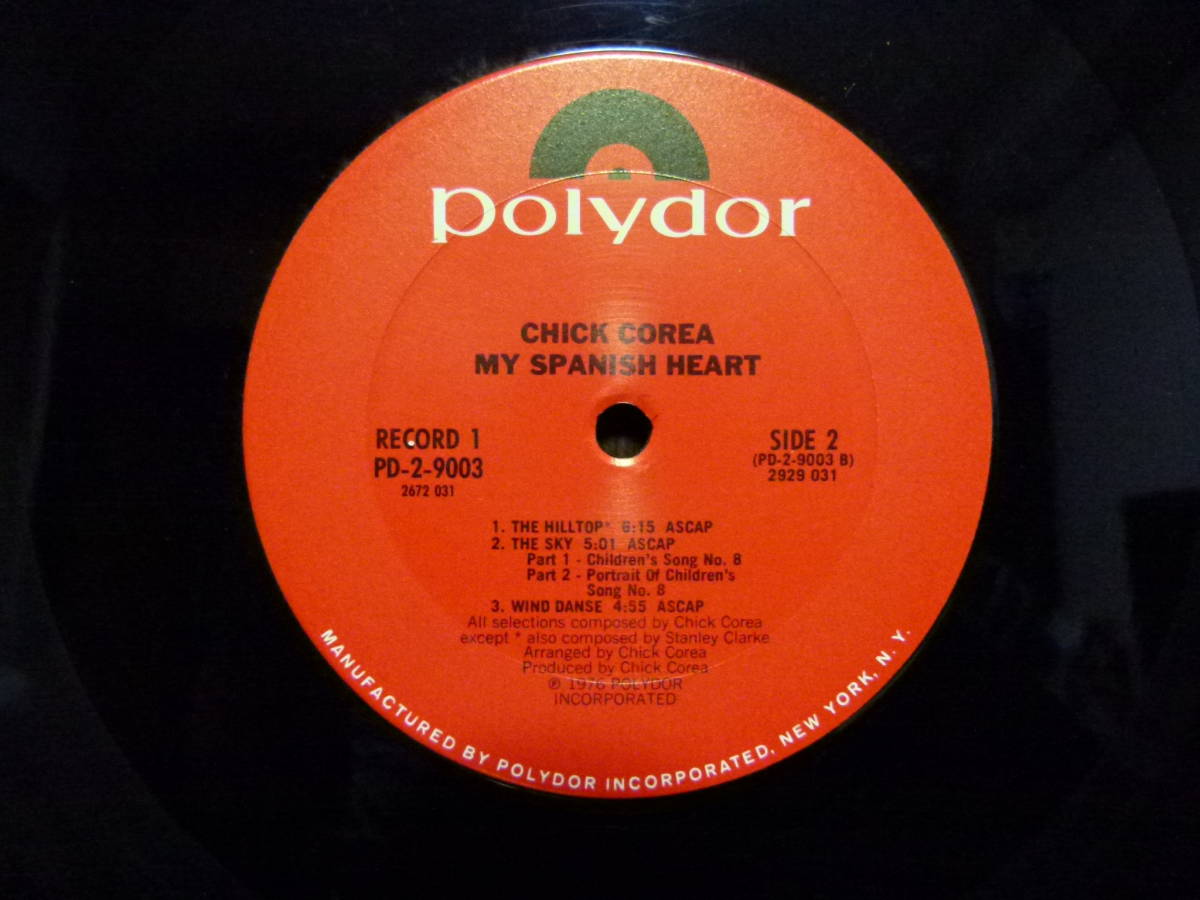 polydor
CHICK COREA
MY SPANISH HEART
RECORD 1
PD-2-9003
2672 031
SIDE 2
(PD-2-9003 B)
2929 031
1. THE HILLTOP* 6:15 ASCAP
2. THE SKY 5:01 ASCAP
Part 1 - Children's Song No. 8
Part 2 - Portrait Of Children's
Song No. 8
3. WIND DANSE 4:55 ASCAP
All selections composed by Chick Corea
except * also composed by Stanley Clarke
Arranged by Chick Corea
Produced by Chick Corea
℗ 1976 POLYDOR
INCORPORATED
MANUFACTURED BY POLYDOR INCORPORATED, NEW YORK, N. Y.